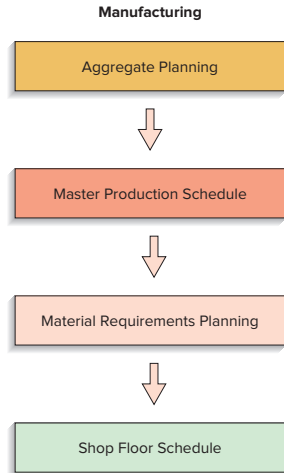 Manufacturing
Aggregate Planning
Master Production Schedule
Material Requirements Planning
Shop Floor Schedule